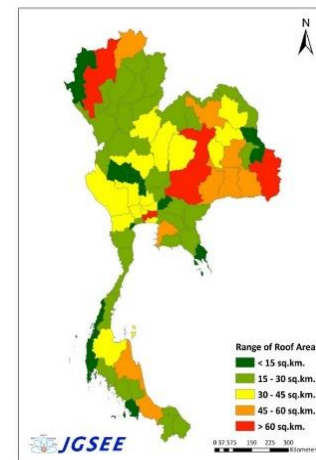 N
Range of Roof Area
< 15 sq.km.
15 - 30 sq.km.
30 - 45 sq.km.
45 - 60 sq.km.
> 60 sq.km.
JGSEE
0 37.575 150 225 300
Kilometers